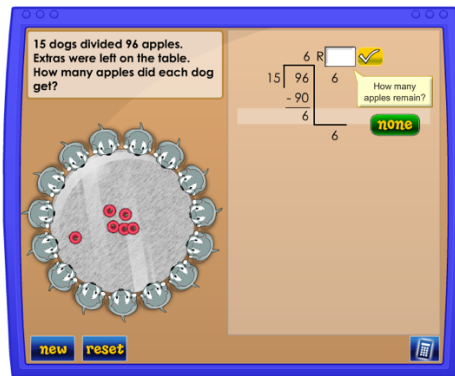 15 dogs divided 96 apples.
Extras were left on the table.
How many apples did each dog
get?
6 R
15 96 6
- 90
6
6
How many
apples remain?
none
new reset